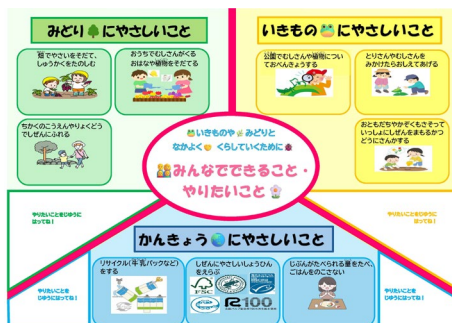 みどり🌳にやさしいこと
畑でやさいをそだて、
しゅうかくをたのしむ
おうちでむしさんがくる
おはなや植物をそだてる
ちかくのこうえんやりょくどう
でしぜんにふれる
いきもの🐸にやさしいこと
公園でむしさんや植物につい
ておべんきょうする
とりさんやむしさんを
みかけたらおしえてあげる
おともだちやかぞくもさそって
いっしょにしぜんをまもるかつ
どうにさんかする
🐸いきものや🌳みどりと
なかよく🧡くらしていくために🐞
👫みんなでできること・
やりたいこと🌸
やりたいことをじゆうに
はってね!
やりたいことをじゆうに
はってね!
かんきょう🌏にやさしいこと
リサイクル(牛乳パックなど)
をする
しぜんにやさしいしょうひん
をえらぶ
FSC
R100
じぶんがたべられる量をたべ、
ごはんをのこさない
やりたいことを
じゆうにはってね!
やりたいことを
じゆうにはってね!